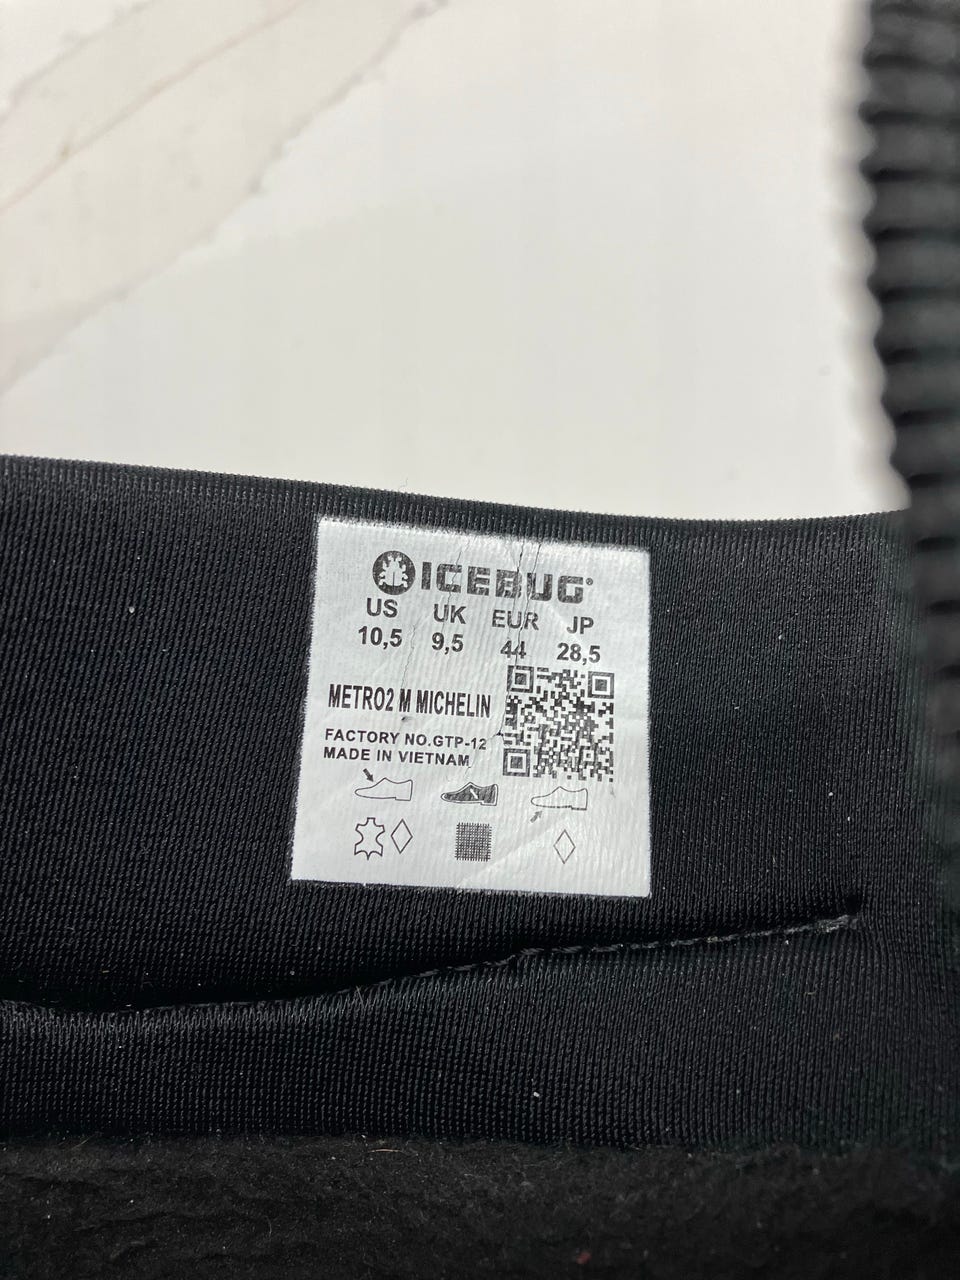 ICEBUG®
US UK EUR JP
10,5 9,5 44 28,5
METRO2 M MICHELIN
FACTORY NO.GTP-12
MADE IN VIETNAM